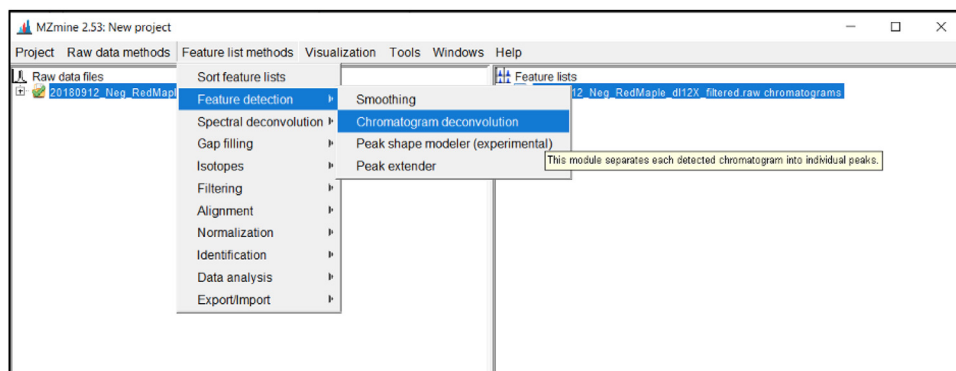 MZmine 2.53: New project
Project Raw data methods Feature list methods Visualization Tools Windows Help
Raw data files
20180912_Neg_RedMapl
Sort feature lists
Feature detection
Spectral deconvolution
Gap filling
Isotopes
Filtering
Alignment
Normalization
Identification
Data analysis
Export/Import
Smoothing
Chromatogram deconvolution
Peak shape modeler (experimental)
Peak extender
This module separates each detected chromatogram into individual peaks.
Feature lists
12_Neg_RedMaple_dl12X_filtered.raw chromatograms